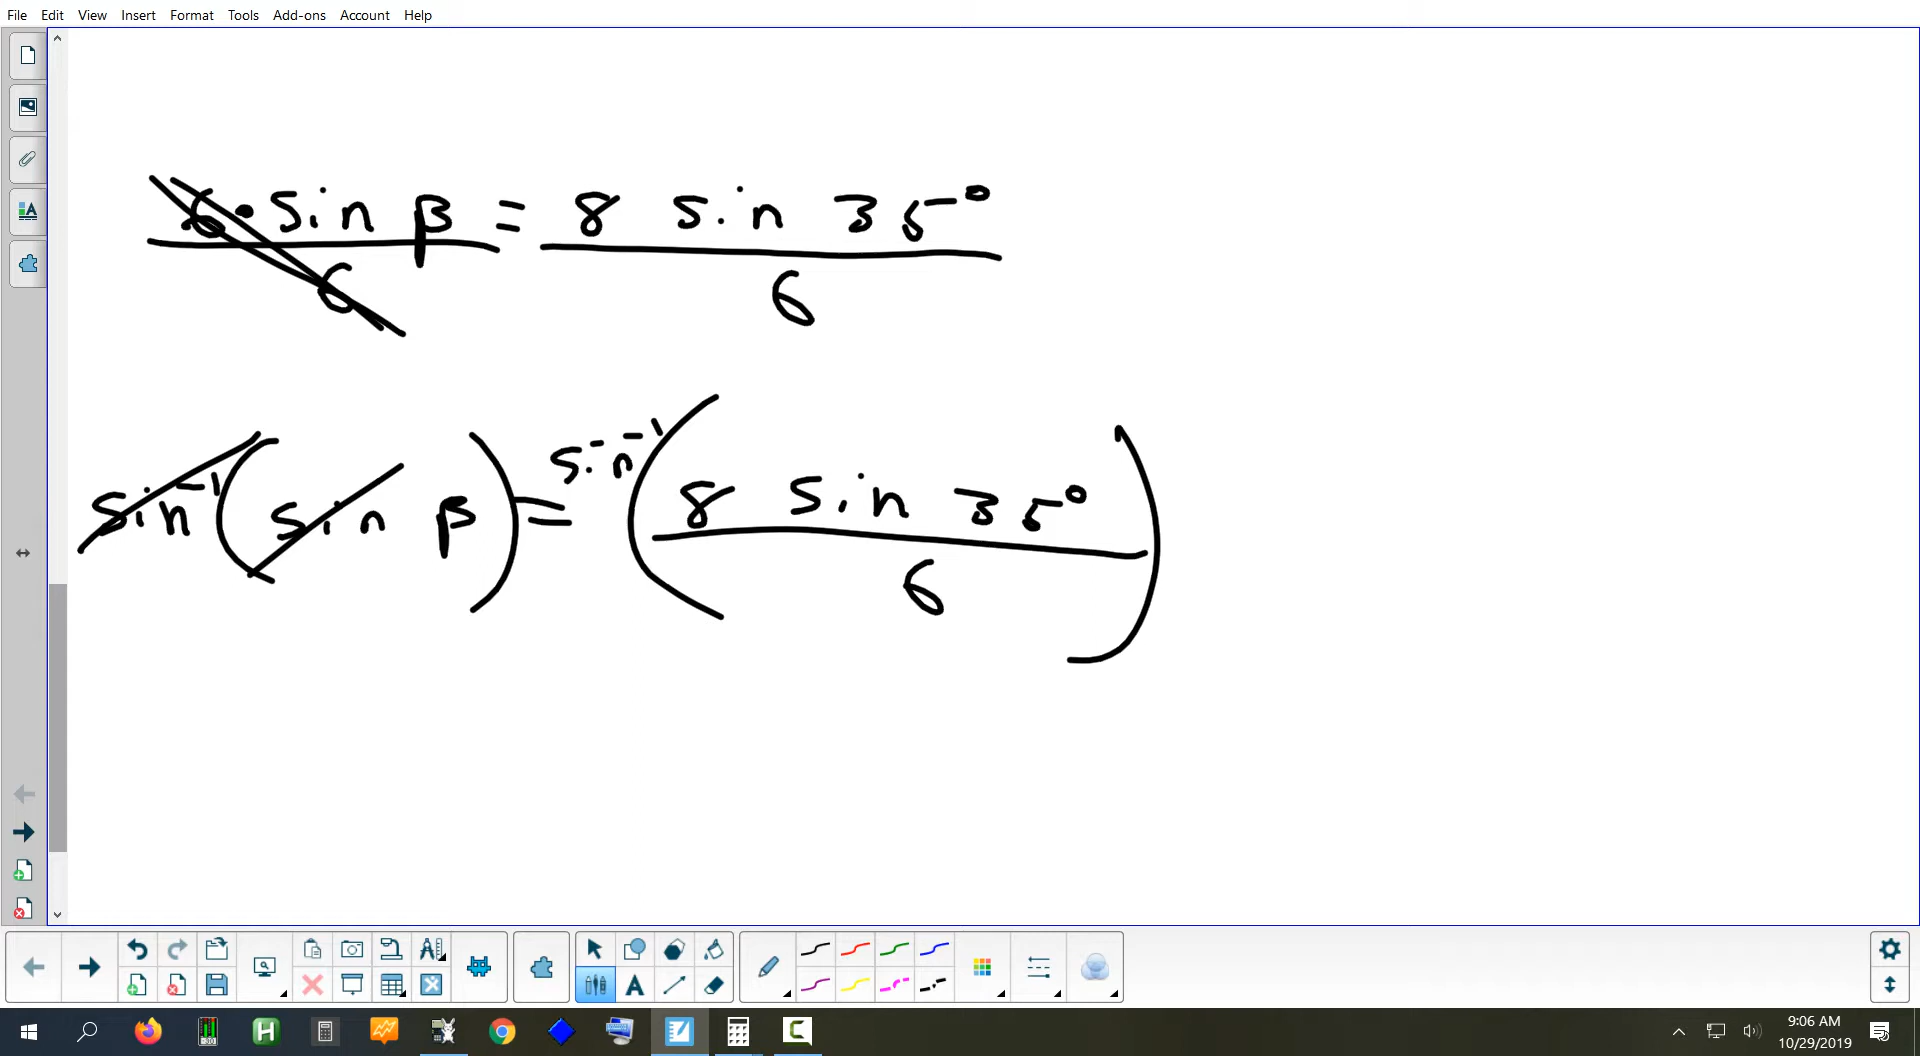 File Edit View Insert Format Tools Add-ons Account Help
6 • sin β = 8 sin 35°
6 6
sin⁻¹ ( sin β ) = sin⁻¹ ( 8 sin 35° )
6
9:06 AM
10/29/2019